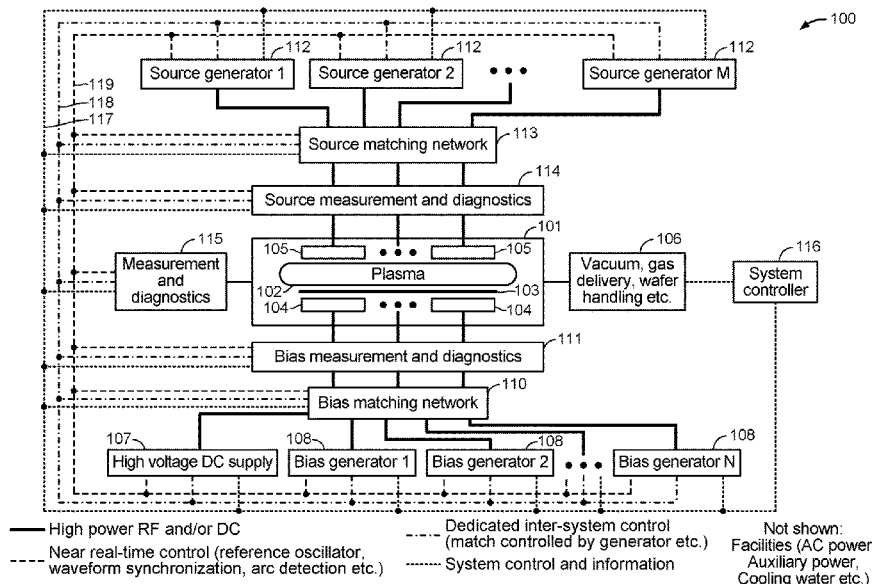 100
112 112 112
Source generator 1 Source generator 2 Source generator M
119
118
117
113
Source matching network
114
Source measurement and diagnostics
101
115 105 105 106 116
Measurement and diagnostics
Plasma
Vacuum, gas delivery, wafer handling etc.
System controller
102 103
104 104
111
Bias measurement and diagnostics
110
Bias matching network
107 108 108 108
High voltage DC supply Bias generator 1 Bias generator 2 Bias generator N
High power RF and/or DC
Near real-time control (reference oscillator,
waveform synchronization, arc detection etc.)
Dedicated inter-system control
(match controlled by generator etc.)
System control and information
Not shown:
Facilities (AC power
Auxiliary power,
Cooling water etc.)